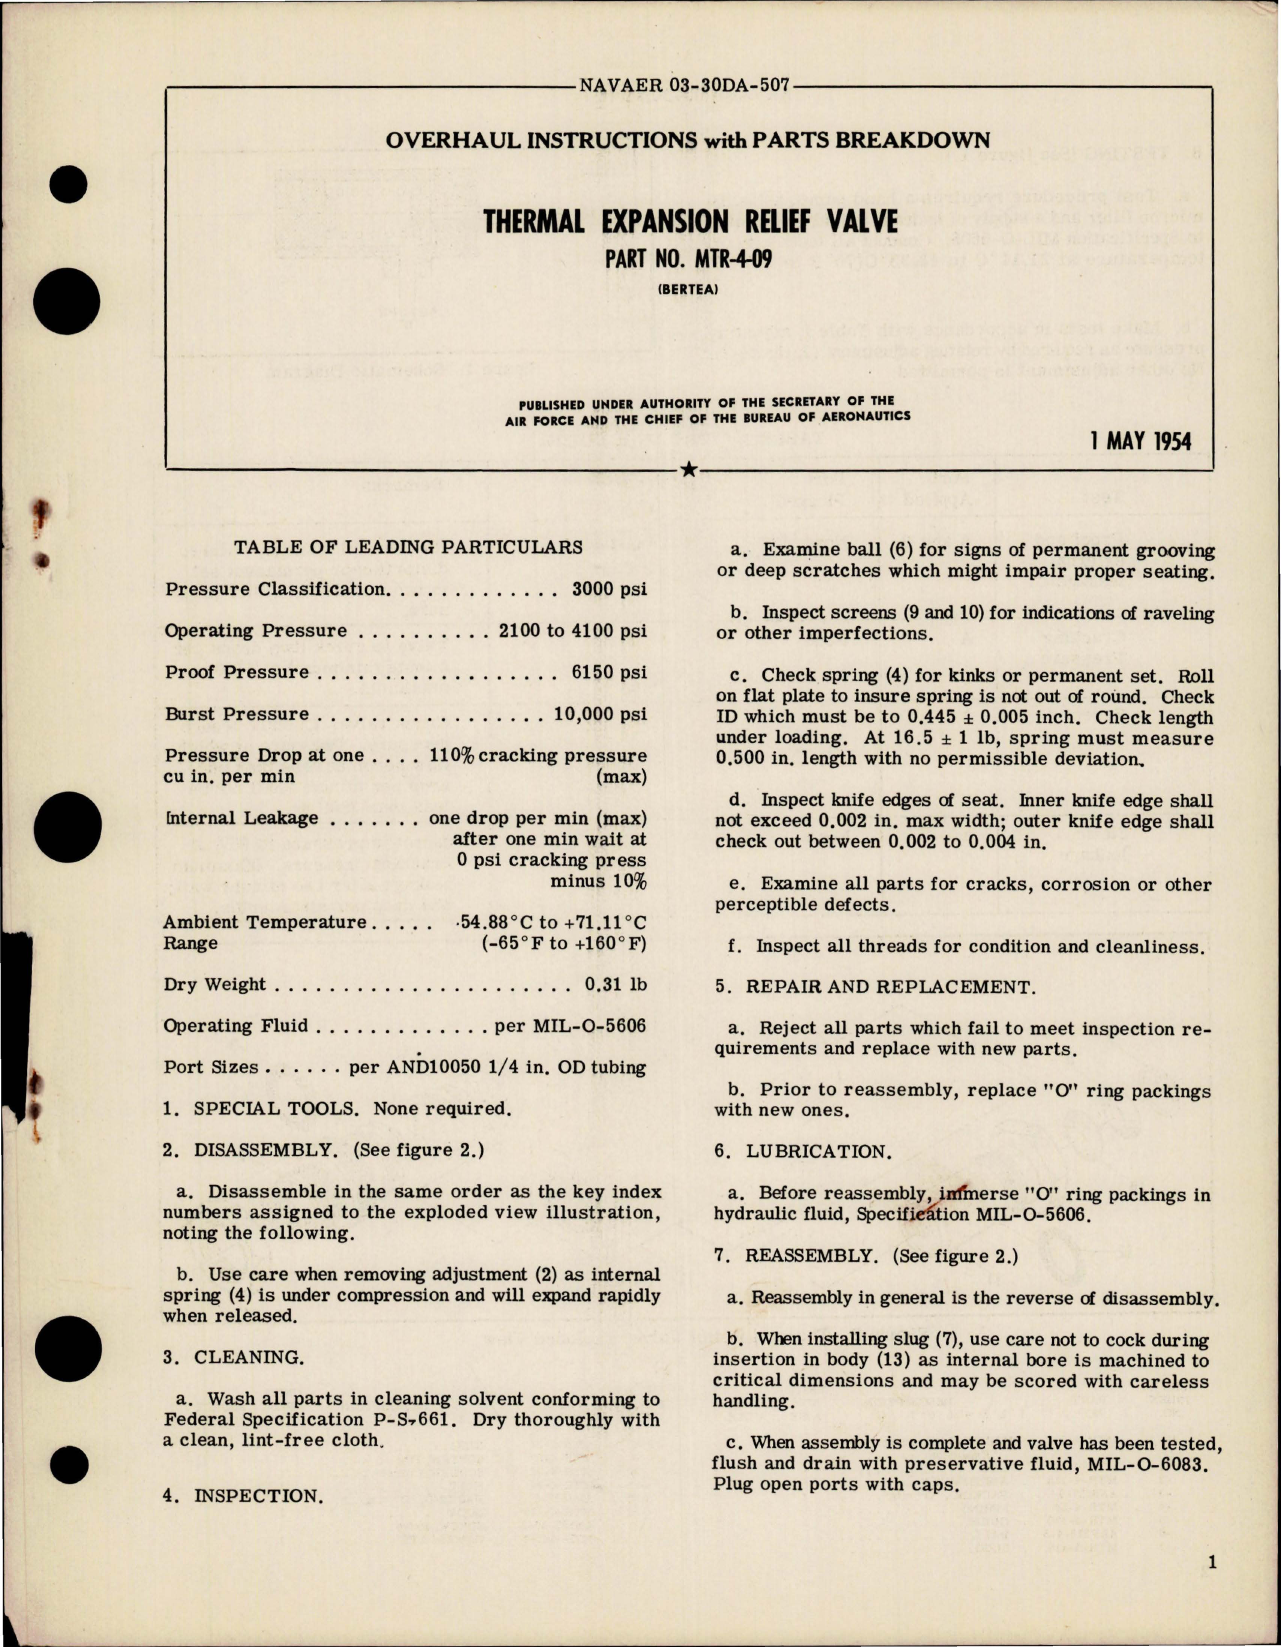 NAVAER 03-30DA-507
OVERHAUL INSTRUCTIONS with PARTS BREAKDOWN
THERMAL EXPANSION RELIEF VALVE
PART NO. MTR-4-09
(BERTEA)
PUBLISHED UNDER AUTHORITY OF THE SECRETARY OF THE
AIR FORCE AND THE CHIEF OF THE BUREAU OF AERONAUTICS
1 MAY 1954
TABLE OF LEADING PARTICULARS
Pressure Classification. . . . . . . . . . . . . 3000 psi
Operating Pressure . . . . . . . . . . 2100 to 4100 psi
Proof Pressure . . . . . . . . . . . . . . . . . . 6150 psi
Burst Pressure . . . . . . . . . . . . . . . . . 10,000 psi
Pressure Drop at one . . . . 110% cracking pressure
cu in. per min (max)
Internal Leakage . . . . . . . one drop per min (max)
after one min wait at
0 psi cracking press
minus 10%
Ambient Temperature . . . . . -54.88°C to +71.11°C
Range (-65°F to +160°F)
Dry Weight . . . . . . . . . . . . . . . . . . . . . . 0.31 lb
Operating Fluid . . . . . . . . . . . . . per MIL-O-5606
Port Sizes . . . . . . per AND10050 1/4 in. OD tubing
1. SPECIAL TOOLS. None required.
2. DISASSEMBLY. (See figure 2.)
a. Disassemble in the same order as the key index
numbers assigned to the exploded view illustration,
noting the following.
b. Use care when removing adjustment (2) as internal
spring (4) is under compression and will expand rapidly
when released.
3. CLEANING.
a. Wash all parts in cleaning solvent conforming to
Federal Specification P-S-661. Dry thoroughly with
a clean, lint-free cloth.
4. INSPECTION.
a. Examine ball (6) for signs of permanent grooving
or deep scratches which might impair proper seating.
b. Inspect screens (9 and 10) for indications of raveling
or other imperfections.
c. Check spring (4) for kinks or permanent set. Roll
on flat plate to insure spring is not out of round. Check
ID which must be to 0.445 ± 0.005 inch. Check length
under loading. At 16.5 ± 1 lb, spring must measure
0.500 in. length with no permissible deviation.
d. Inspect knife edges of seat. Inner knife edge shall
not exceed 0.002 in. max width; outer knife edge shall
check out between 0.002 to 0.004 in.
e. Examine all parts for cracks, corrosion or other
perceptible defects.
f. Inspect all threads for condition and cleanliness.
5. REPAIR AND REPLACEMENT.
a. Reject all parts which fail to meet inspection re-
quirements and replace with new parts.
b. Prior to reassembly, replace "O" ring packings
with new ones.
6. LUBRICATION.
a. Before reassembly, immerse "O" ring packings in
hydraulic fluid, Specification MIL-O-5606.
7. REASSEMBLY. (See figure 2.)
a. Reassembly in general is the reverse of disassembly.
b. When installing slug (7), use care not to cock during
insertion in body (13) as internal bore is machined to
critical dimensions and may be scored with careless
handling.
c. When assembly is complete and valve has been tested,
flush and drain with preservative fluid, MIL-O-6083.
Plug open ports with caps.
1